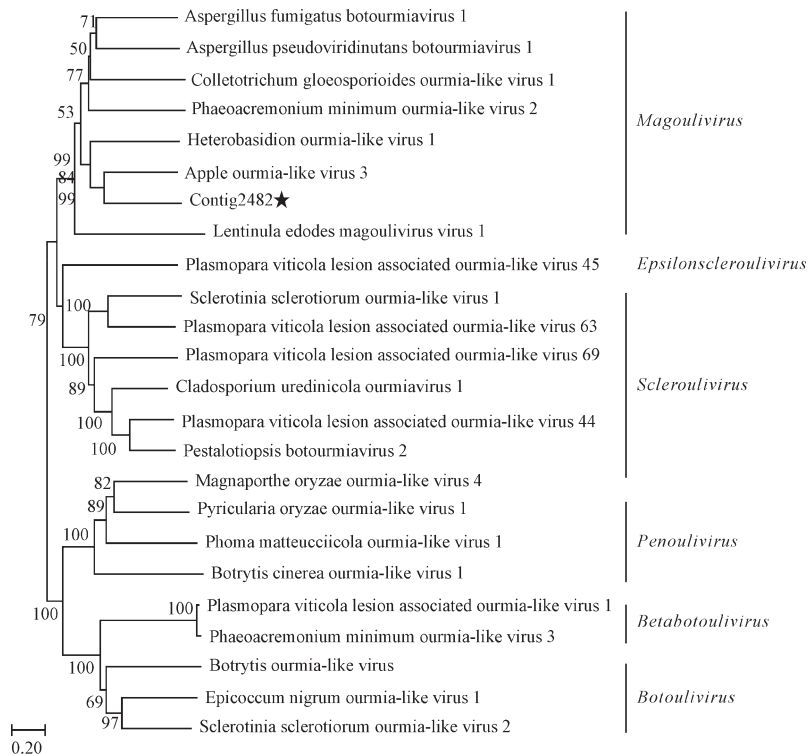 71
Aspergillus fumigatus botourmiavirus 1
50
Aspergillus pseudoviridinutans botourmiavirus 1
77
Colletotrichum gloeosporioides ourmia-like virus 1
53
Phaeoacremonium minimum ourmia-like virus 2
Magoulivirus
Heterobasidion ourmia-like virus 1
99
84
Apple ourmia-like virus 3
99
Contig2482★
Lentinula edodes magoulivirus virus 1
Plasmopara viticola lesion associated ourmia-like virus 45
Epsilonscleroulivirus
100
Sclerotinia sclerotiorum ourmia-like virus 1
79
Plasmopara viticola lesion associated ourmia-like virus 63
100
Plasmopara viticola lesion associated ourmia-like virus 69
89
Cladosporium uredinicola ourmiavirus 1
Scleroulivirus
100
Plasmopara viticola lesion associated ourmia-like virus 44
100
Pestalotiopsis botourmiavirus 2
82
Magnaporthe oryzae ourmia-like virus 4
89
Pyricularia oryzae ourmia-like virus 1
100
Phoma matteucciicola ourmia-like virus 1
Penoulivirus
Botrytis cinerea ourmia-like virus 1
100
100
Plasmopara viticola lesion associated ourmia-like virus 1
Phaeoacremonium minimum ourmia-like virus 3
Betabotoulivirus
100
Botrytis ourmia-like virus
69
Epicoccum nigrum ourmia-like virus 1
Botoulivirus
97
Sclerotinia sclerotiorum ourmia-like virus 2
0.20